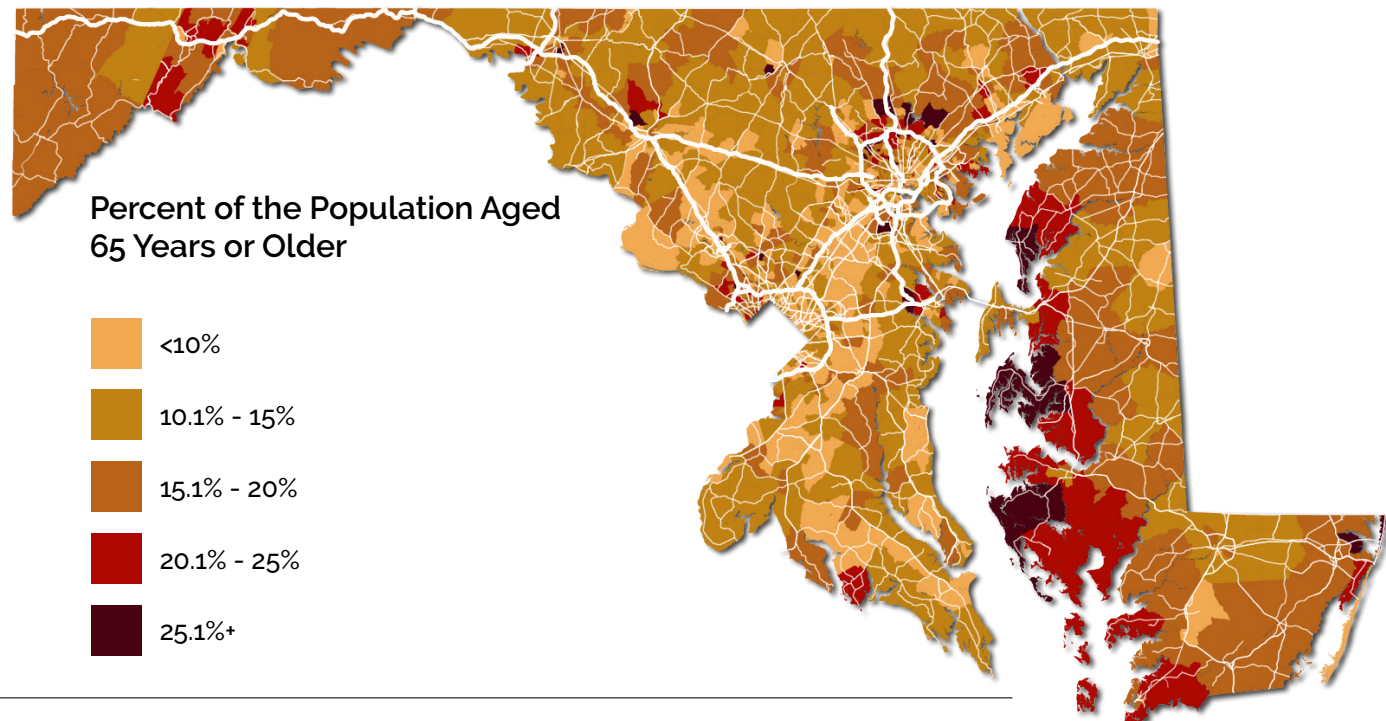 Percent of the Population Aged
65 Years or Older
<10%
10.1% - 15%
15.1% - 20%
20.1% - 25%
25.1%+